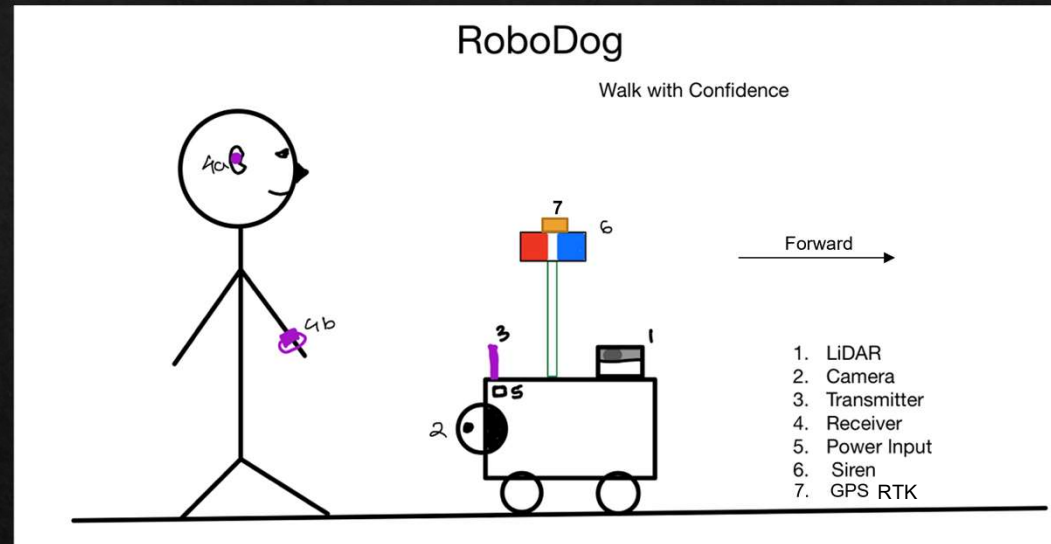 RoboDog
Walk with Confidence
4a
7
6
Forward
4b
3
1
5
2
1. LiDAR
2. Camera
3. Transmitter
4. Receiver
5. Power Input
6. Siren
7. GPS RTK